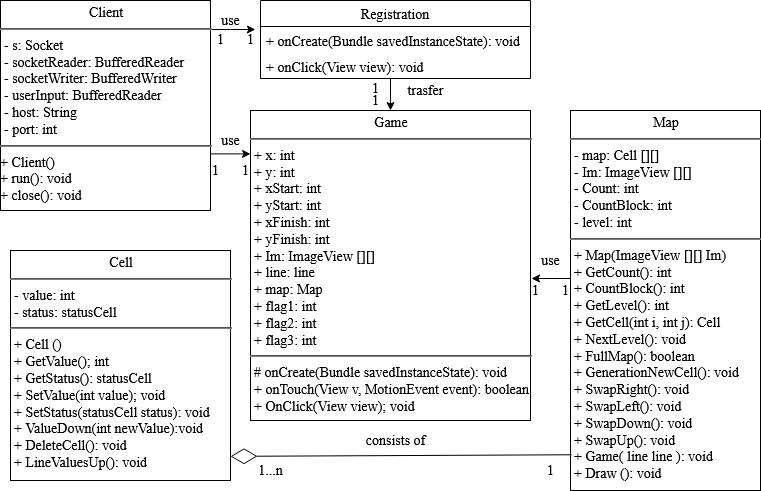 Client
- s: Socket
- socketReader: BufferedReader
- socketWriter: BufferedWriter
- userInput: BufferedReader
- host: String
- port: int
+ Client()
+ run(): void
+ close(): void
use
1 1
Registration
+ onCreate(Bundle savedInstanceState): void
+ onClick(View view): void
1
1
trasfer
use
1 1
Game
+ x: int
+ y: int
+ xStart: int
+ yStart: int
+ xFinish: int
+ yFinish: int
+ Im: ImageView [][]
+ line: line
+ map: Map
+ flag1: int
+ flag2: int
+ flag3: int
# onCreate(Bundle savedInstanceState): void
+ onTouch(View v, MotionEvent event): boolean
+ OnClick(View view); void
use
1 1
Map
- map: Cell [][]
- Im: ImageView [][]
- Count: int
- CountBlock: int
- level: int
+ Map(ImageView [][] Im)
+ GetCount(): int
+ CountBlock(): int
+ GetLevel(): int
+ GetCell(int i, int j): Cell
+ NextLevel(): void
+ FullMap(): boolean
+ GenerationNewCell(): void
+ SwapRight(): void
+ SwapLeft(): void
+ SwapDown(): void
+ SwapUp(): void
+ Game( line line ): void
+ Draw (): void
Cell
- value: int
- status: statusCell
+ Cell ()
+ GetValue(); int
+ GetStatus(): statusCell
+ SetValue(int value); void
+ SetStatus(statusCell status): void
+ ValueDown(int newValue):void
+ DeleteCell(): void
+ LineValuesUp(): void
consists of
1...n 1